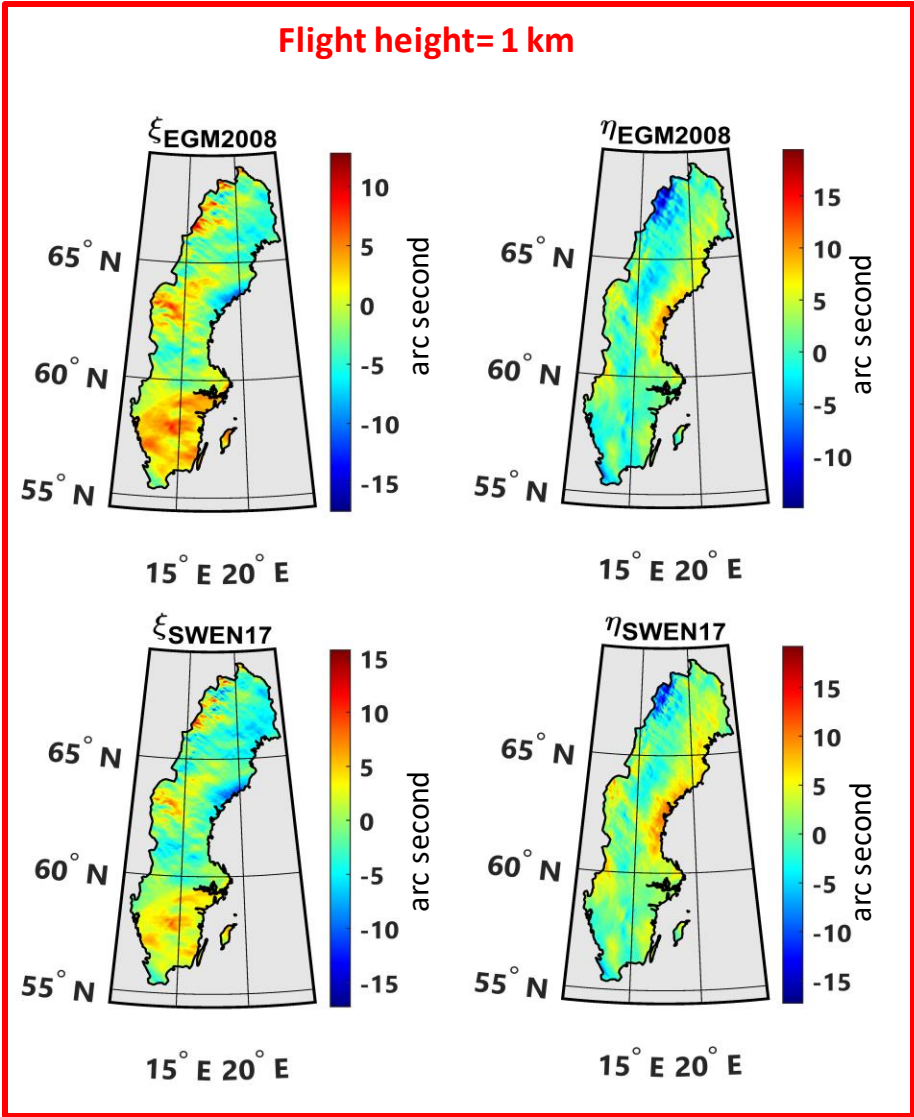 Flight height= 1 km
ξEGM2008
10
5
0
-5
-10
-15
arc second
65° N
60° N
55° N
15° E 20° E
ηEGM2008
15
10
5
0
-5
-10
arc second
65° N
60° N
55° N
15° E 20° E
ξSWEN17
15
10
5
0
-5
-10
-15
arc second
65° N
60° N
55° N
15° E 20° E
ηSWEN17
15
10
5
0
-5
-10
-15
arc second
65° N
60° N
55° N
15° E 20° E